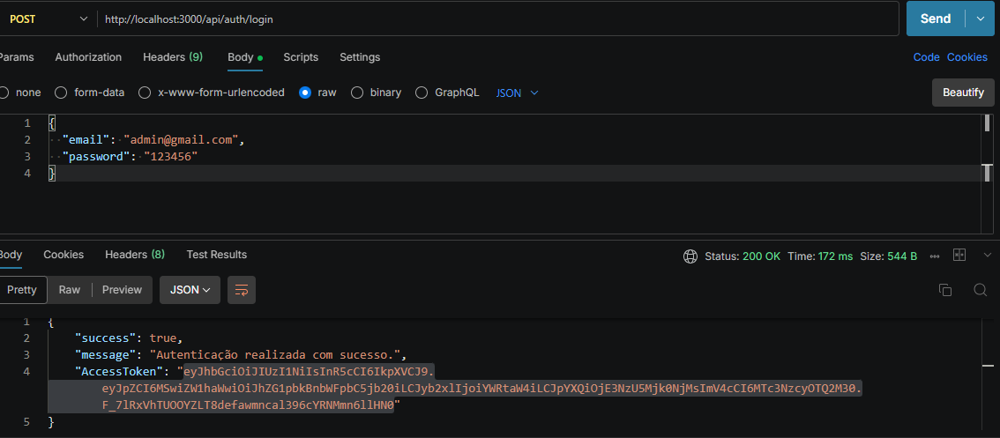 POST http://localhost:3000/api/auth/login Send
Params Authorization Headers (9) Body Scripts Settings Code Cookies
none form-data x-www-form-urlencoded raw binary GraphQL JSON Beautify
1 {
2 "email": "admin@gmail.com",
3 "password": "123456"
4 }
Body Cookies Headers (8) Test Results Status: 200 OK Time: 172 ms Size: 544 B
Pretty Raw Preview JSON
1 {
2 "success": true,
3 "message": "Autenticação realizada com sucesso.",
4 "AccessToken": "eyJhbGciOiJIUzI1NiIsInR5cCI6IkpXVCJ9.
eyJpZCI6MSwiZW1haWwiOiJhZG1pbkBnbWFpbC5jb20iLCJyb2xlIjoiYWRtaW4iLCJpYXQiOjE3NzU5Mjk0NjMsImV4cCI6MTc3NzcyOTQ2M30.
F_7lRxVhTUOOYZLT8defawmncal396cYRNMmn6llHN0"
5 }